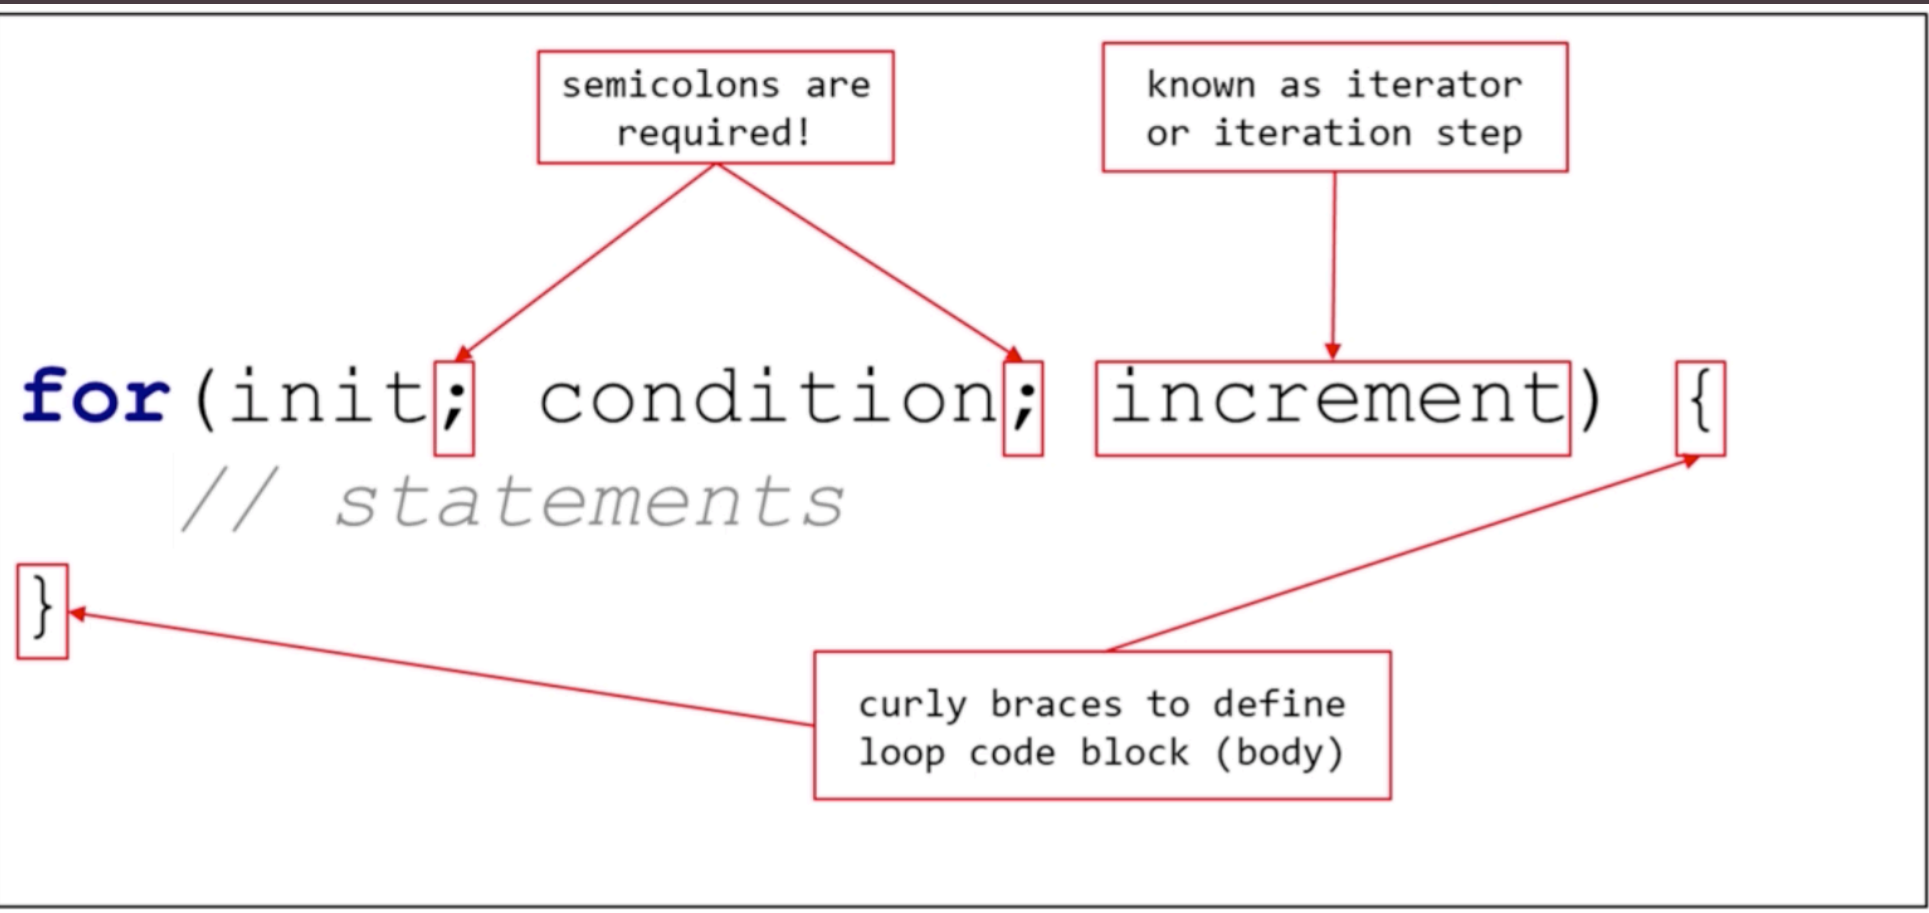 semicolons are
required!
known as iterator
or iteration step
for(init; condition; increment) {
// statements
}
curly braces to define
loop code block (body)